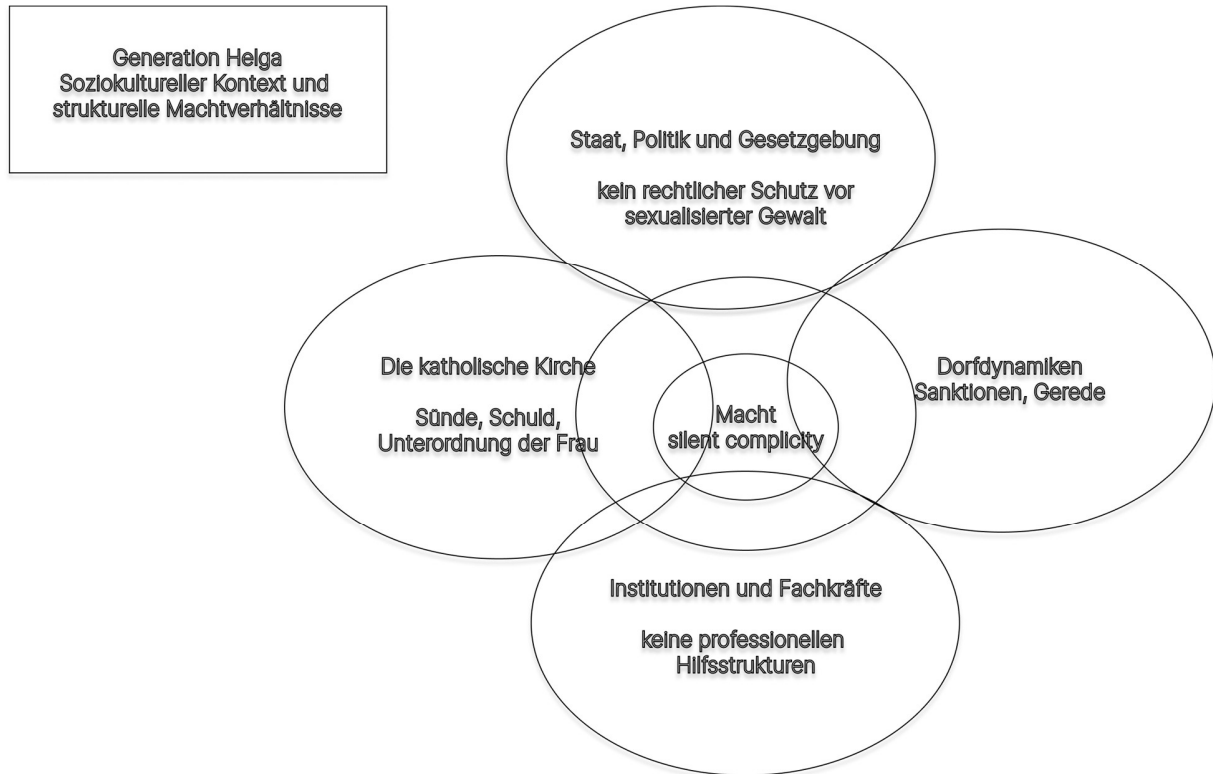 Generation Helga
Soziokultureller Kontext und
strukturelle Machtverhältnisse
Staat, Politik und Gesetzgebung
kein rechtlicher Schutz vor
sexualisierter Gewalt
Die katholische Kirche
Sünde, Schuld,
Unterordnung der Frau
Macht
silent complicity
Dorfdynamiken
Sanktionen, Gerede
Institutionen und Fachkräfte
keine professionellen
Hilfsstrukturen